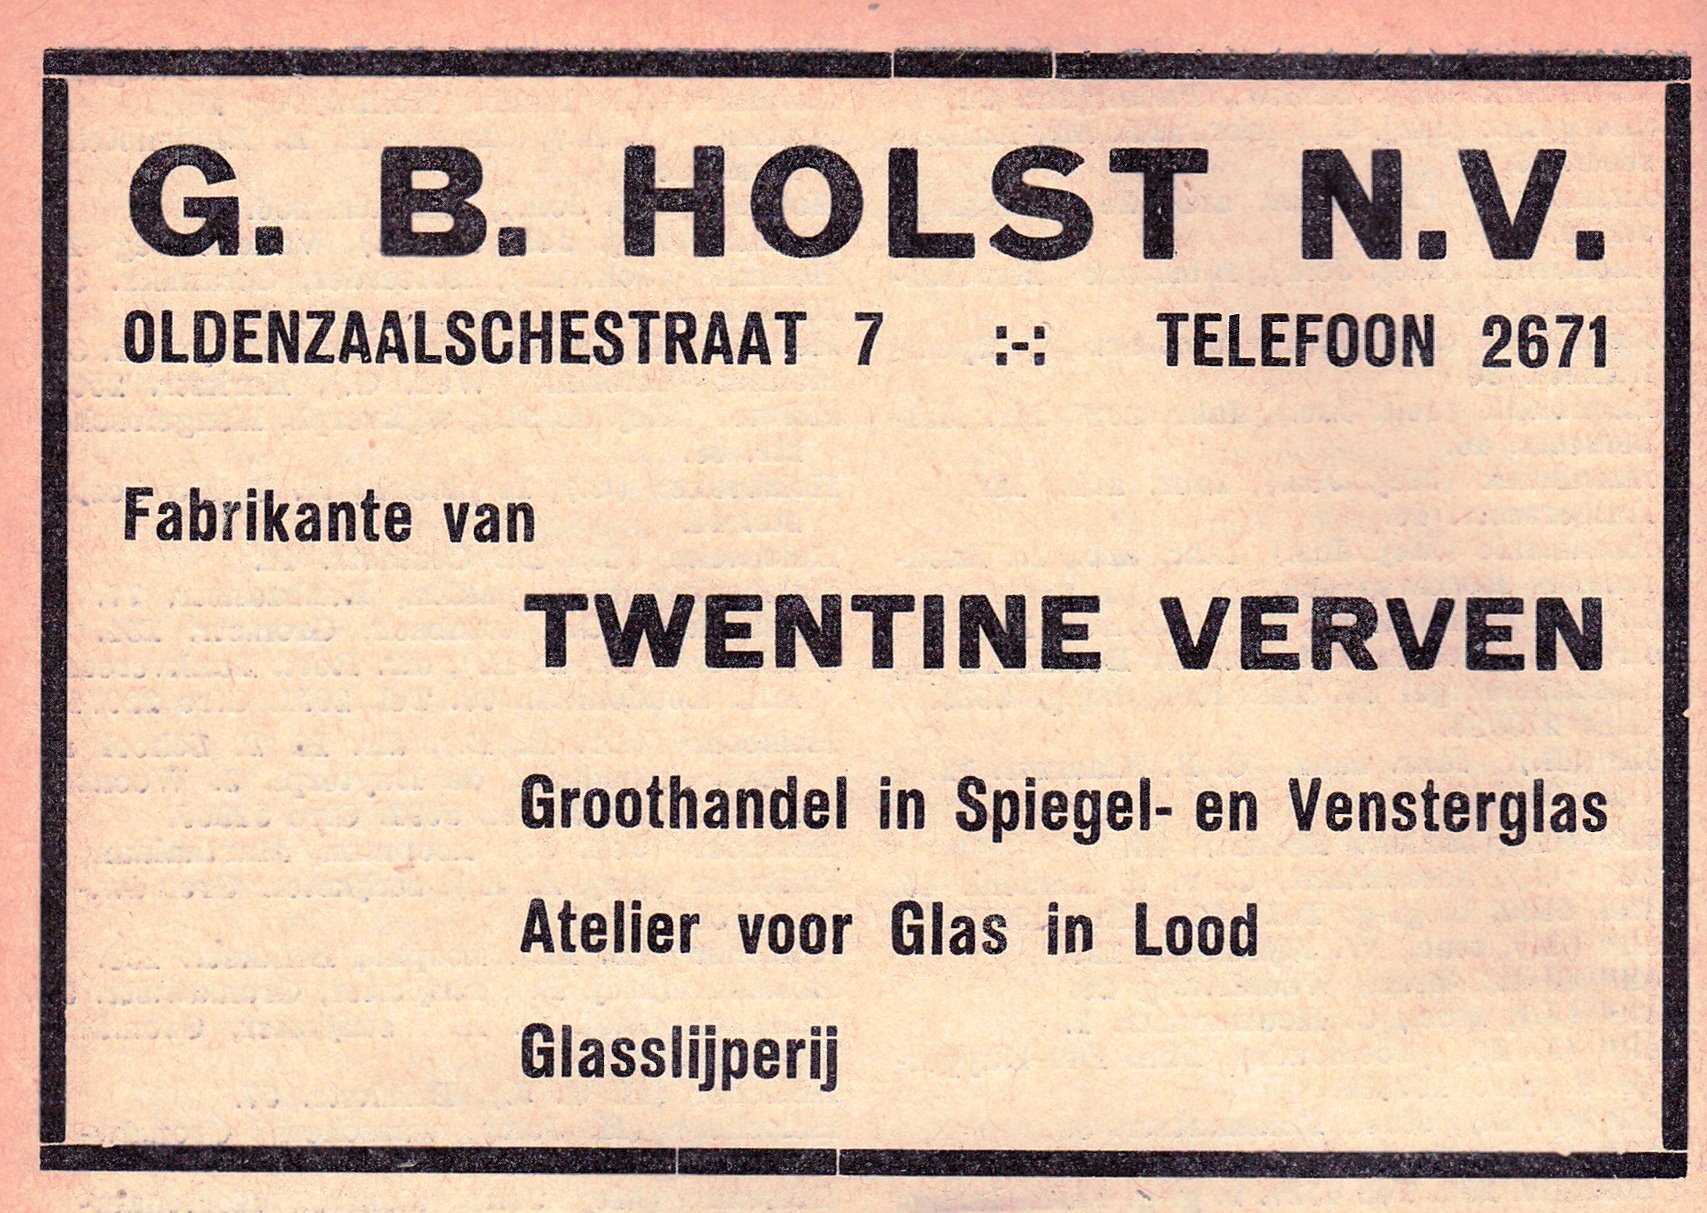 G. B. HOLST N.V.
OLDENZAALSCHESTRAAT 7 :-: TELEFOON 2671
Fabrikante van
TWENTINE VERVEN
Groothandel in Spiegel- en Vensterglas
Atelier voor Glas in Lood
Glasslijperij